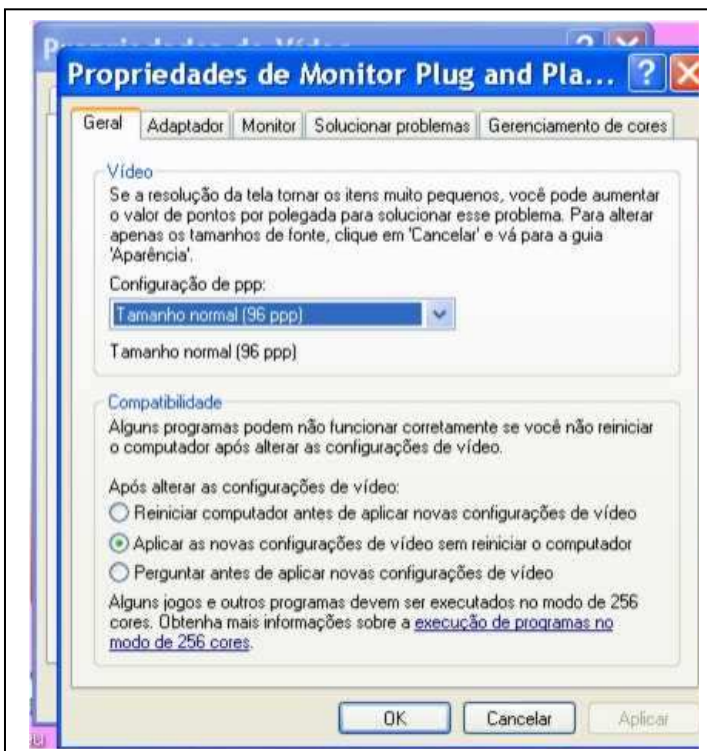 Propriedades de Vídeo
Propriedades de Monitor Plug and Pla...
Geral Adaptador Monitor Solucionar problemas Gerenciamento de cores
Vídeo
Se a resolução da tela tornar os itens muito pequenos, você pode aumentar
o valor de pontos por polegada para solucionar esse problema. Para alterar
apenas os tamanhos de fonte, clique em 'Cancelar' e vá para a guia
'Aparência'.
Configuração de ppp:
Tamanho normal (96 ppp)
Tamanho normal (96 ppp)
Compatibilidade
Alguns programas podem não funcionar corretamente se você não reiniciar
o computador após alterar as configurações de vídeo.
Após alterar as configurações de vídeo:
Reiniciar computador antes de aplicar novas configurações de vídeo
Aplicar as novas configurações de vídeo sem reiniciar o computador
Perguntar antes de aplicar novas configurações de vídeo
Alguns jogos e outros programas devem ser executados no modo de 256
cores. Obtenha mais informações sobre a execução de programas no
modo de 256 cores.
OK Cancelar Aplicar